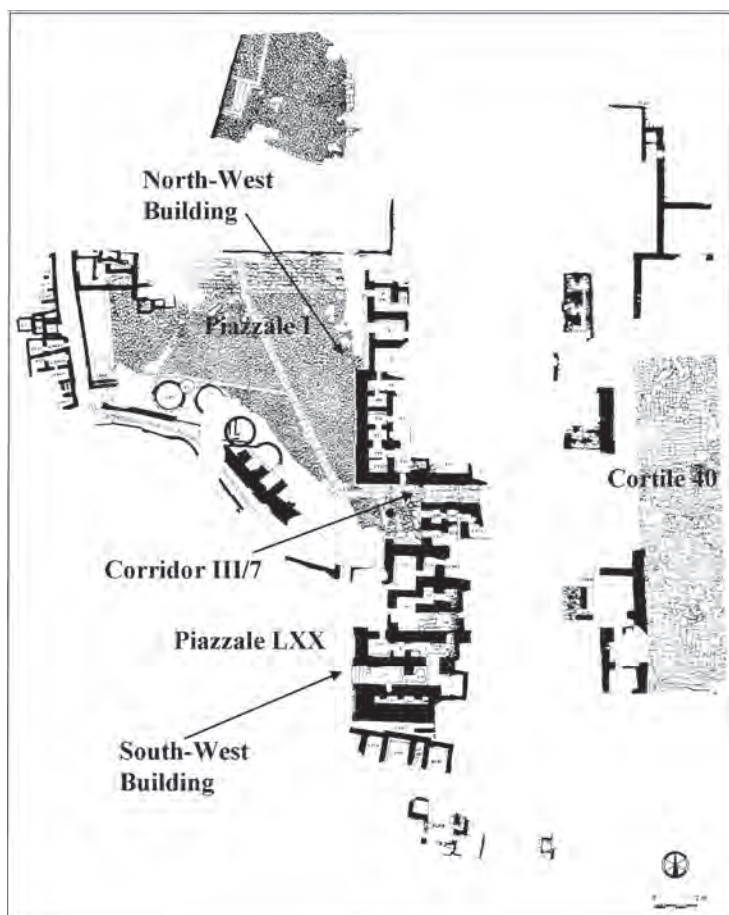 North-West
Building
Piazzale I
Cortile 40
Corridor III/7
Piazzale LXX
South-West
Building